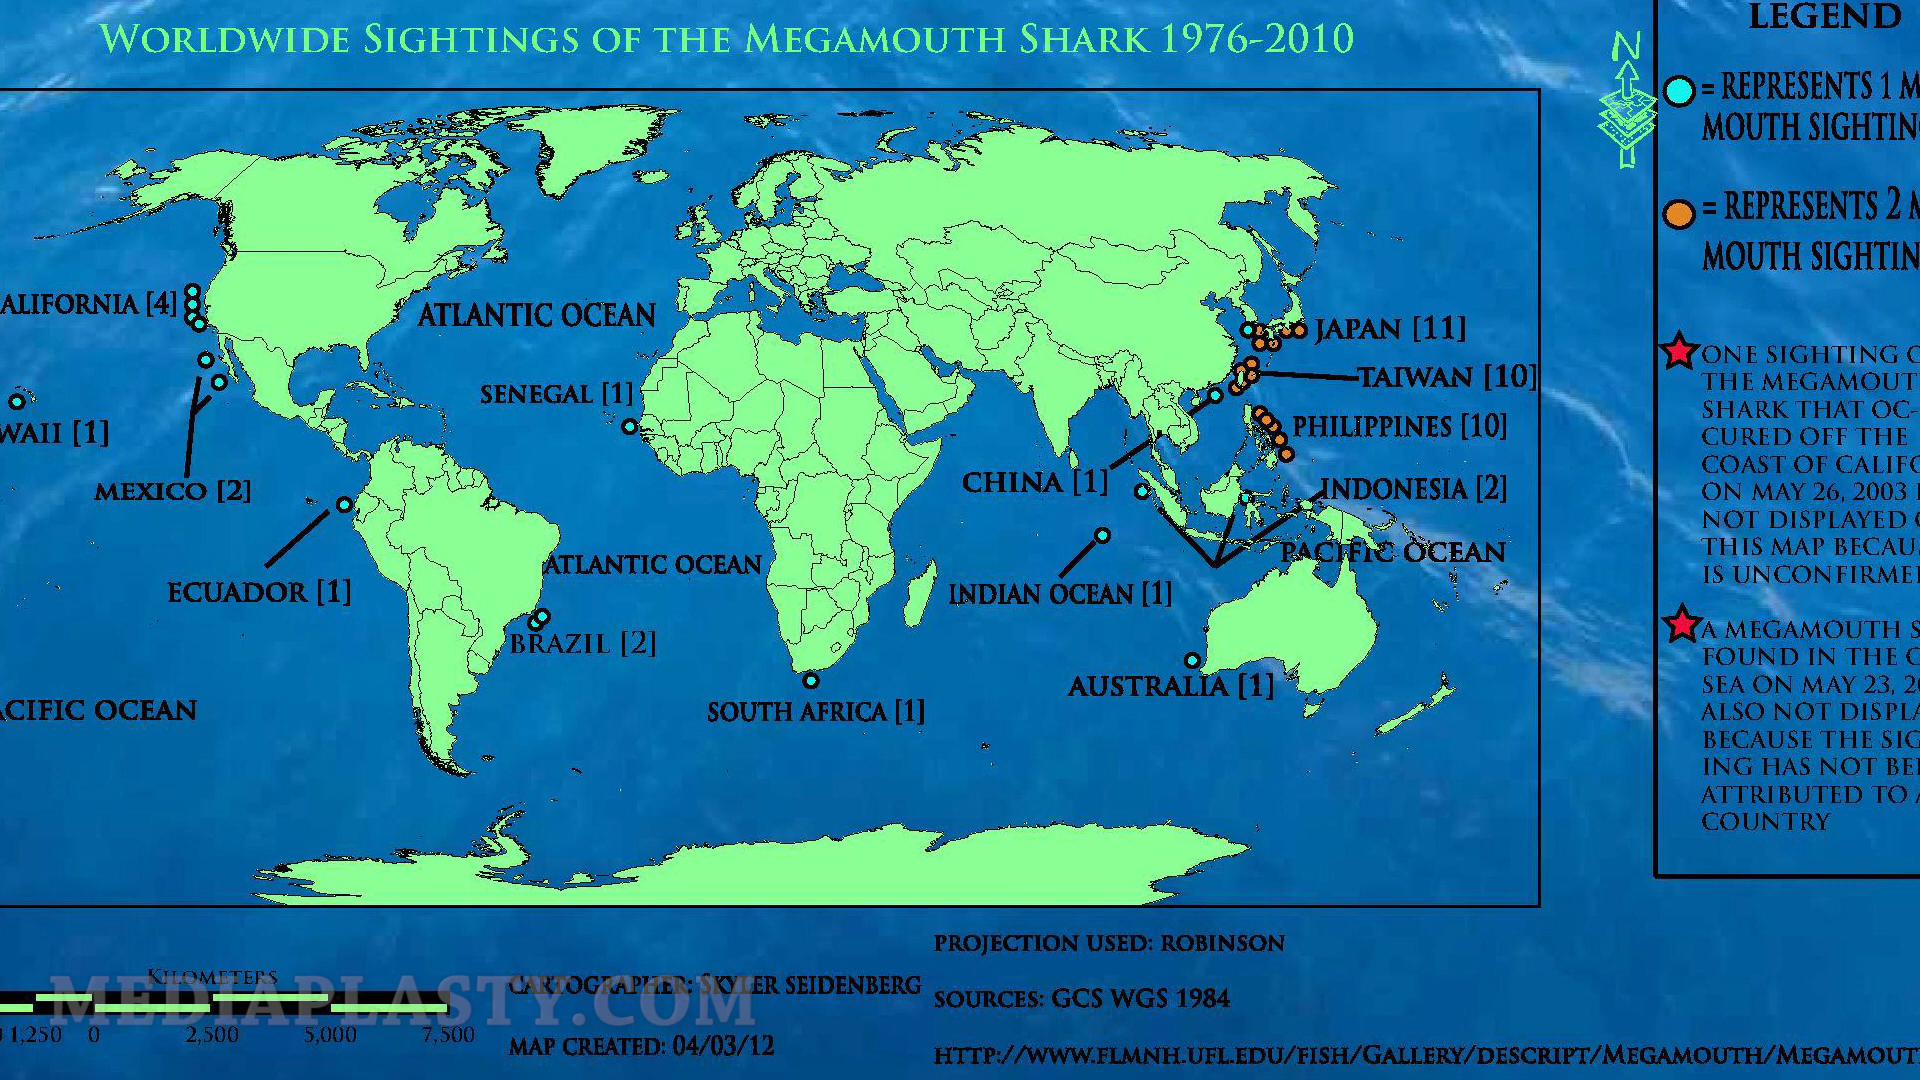 Worldwide Sightings of the Megamouth Shark 1976-2010
N
LEGEND
= REPRESENTS 1 M
MOUTH SIGHTIN
= REPRESENTS 2 M
MOUTH SIGHTIN
ALIFORNIA [4]
ATLANTIC OCEAN
JAPAN [11]
TAIWAN [10]
SENEGAL [1]
PHILIPPINES [10]
WAII [1]
MEXICO [2]
CHINA [1]
INDONESIA [2]
PACIFIC OCEAN
ATLANTIC OCEAN
ECUADOR [1]
INDIAN OCEAN [1]
BRAZIL [2]
AUSTRALIA [1]
ACIFIC OCEAN
SOUTH AFRICA [1]
ONE SIGHTING O
THE MEGAMOUT
SHARK THAT OC-
CURED OFF THE
COAST OF CALIFO
ON MAY 26, 2003
NOT DISPLAYED
THIS MAP BECAU
IS UNCONFIRME
A MEGAMOUTH S
FOUND IN THE
SEA ON MAY 23, 20
ALSO NOT DISPLA
BECAUSE THE SIG
ING HAS NOT BE
ATTRIBUTED TO A
COUNTRY
PROJECTION USED: ROBINSON
Kilometers
CARTOGRAPHER: SKYLER SEIDENBERG
MEDIAPLASTY.COM
SOURCES: GCS WGS 1984
1,250 0 2,500 5,000 7,500
MAP CREATED: 04/03/12
HTTP://WWW.FLMNH.UFL.EDU/FISH/GALLERY/DESCRIPT/MEGAMOUTH/MEGAMOUT